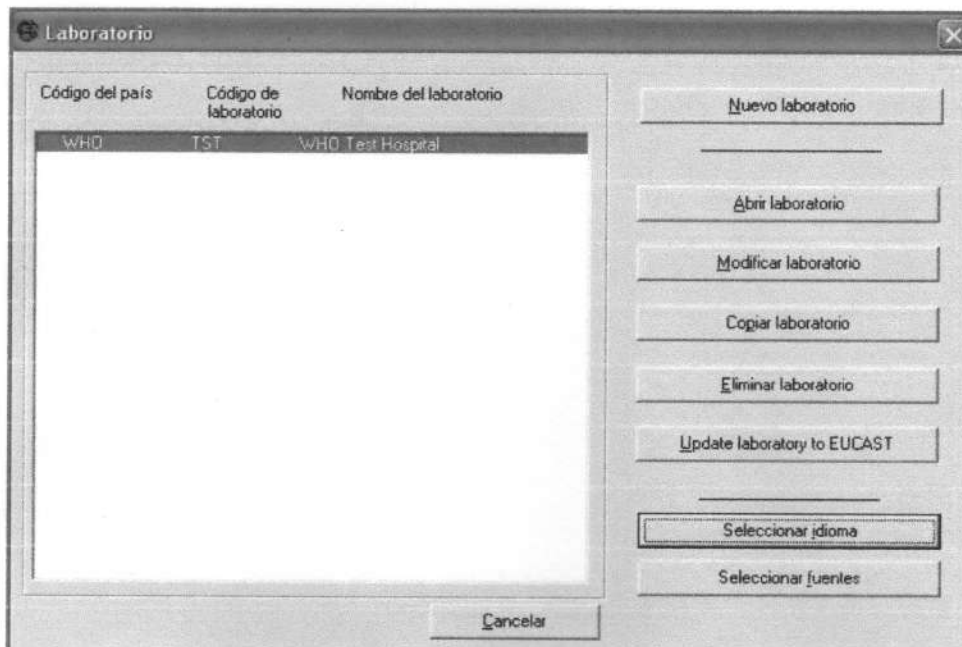 Laboratorio
Código del país
Código de laboratorio
Nombre del laboratorio
WHO TST WHO Test Hospital
Nuevo laboratorio
Abrir laboratorio
Modificar laboratorio
Copiar laboratorio
Eliminar laboratorio
Update laboratory to EUCAST
Seleccionar idioma
Seleccionar fuentes
Cancelar